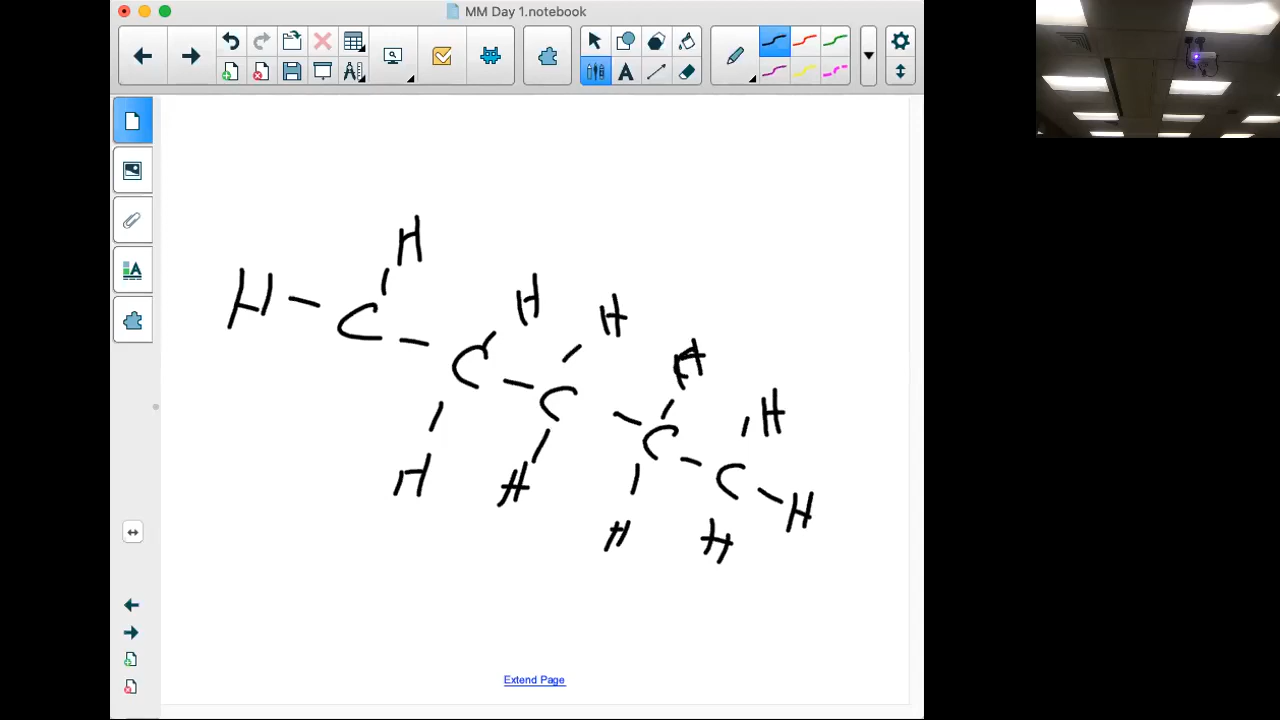 MM Day 1.notebook
H
H - C - C - C - C - C - H
H H H H
H H H H
Extend Page